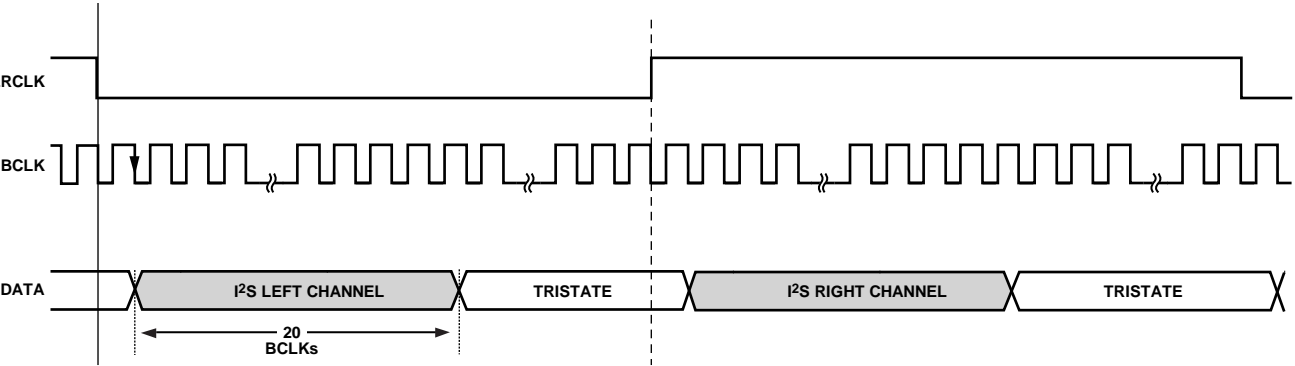 RCLK
BCLK
DATA
I²S LEFT CHANNEL
TRISTATE
I²S RIGHT CHANNEL
TRISTATE
20
BCLKs